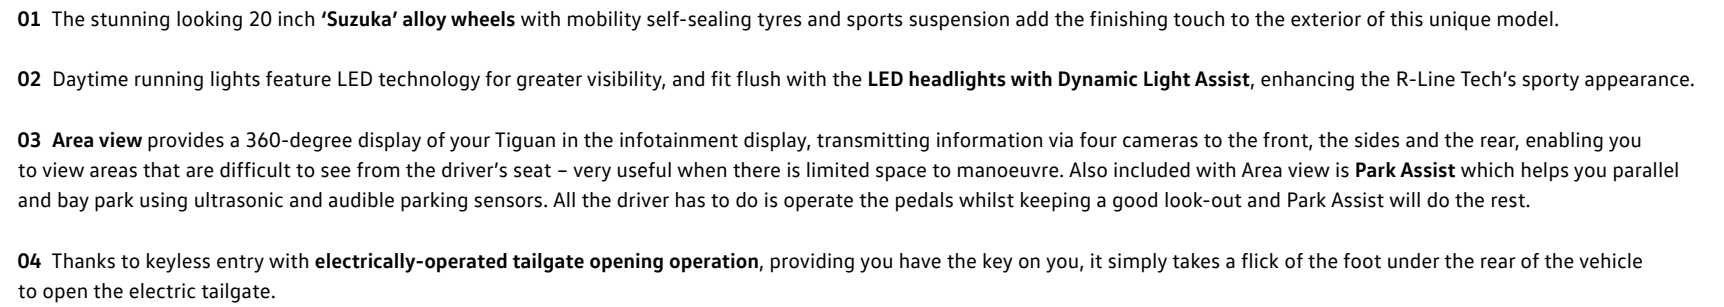 01 The stunning looking 20 inch ‘Suzuka’ alloy wheels with mobility self-sealing tyres and sports suspension add the finishing touch to the exterior of this unique model.
02 Daytime running lights feature LED technology for greater visibility, and fit flush with the LED headlights with Dynamic Light Assist, enhancing the R-Line Tech’s sporty appearance.
03 Area view provides a 360-degree display of your Tiguan in the infotainment display, transmitting information via four cameras to the front, the sides and the rear, enabling you
to view areas that are difficult to see from the driver’s seat – very useful when there is limited space to manoeuvre. Also included with Area view is Park Assist which helps you parallel
and bay park using ultrasonic and audible parking sensors. All the driver has to do is operate the pedals whilst keeping a good look-out and Park Assist will do the rest.
04 Thanks to keyless entry with electrically-operated tailgate opening operation, providing you have the key on you, it simply takes a flick of the foot under the rear of the vehicle
to open the electric tailgate.